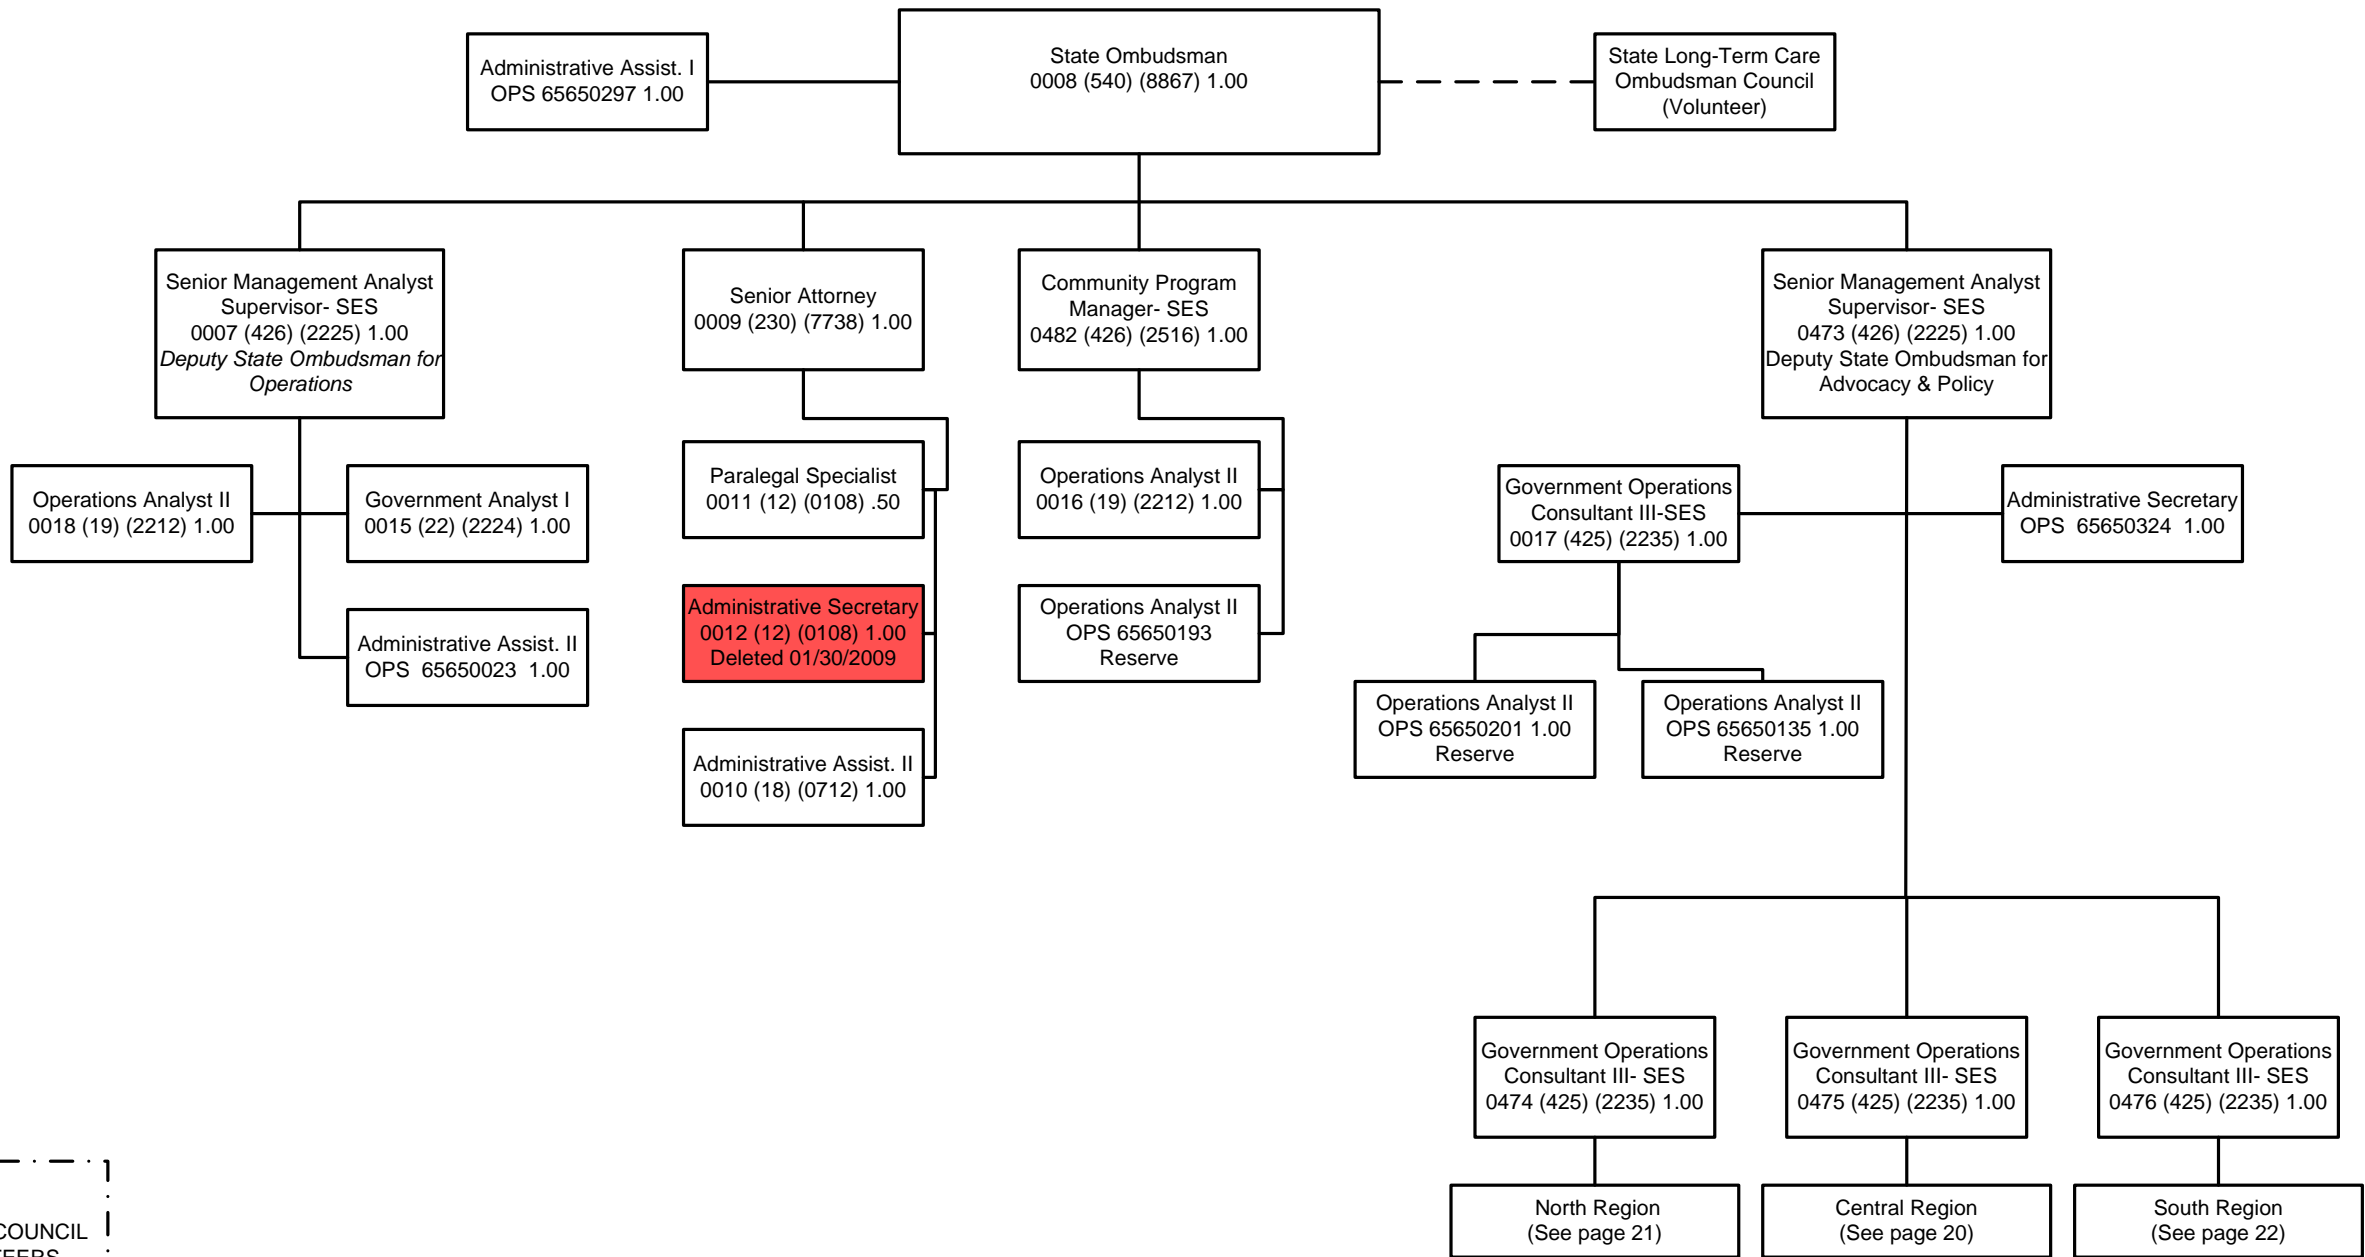 Administrative Assist. I
OPS 65650297 1.00
State Ombudsman
0008 (540) (8867) 1.00
State Long-Term Care
Ombudsman Council
(Volunteer)
Senior Management Analyst
Supervisor- SES
0007 (426) (2225) 1.00
Deputy State Ombudsman for
Operations
Senior Attorney
0009 (230) (7738) 1.00
Community Program
Manager- SES
0482 (426) (2516) 1.00
Senior Management Analyst
Supervisor- SES
0473 (426) (2225) 1.00
Deputy State Ombudsman for
Advocacy & Policy
Operations Analyst II
0018 (19) (2212) 1.00
Government Analyst I
0015 (22) (2224) 1.00
Paralegal Specialist
0011 (12) (0108) .50
Operations Analyst II
0016 (19) (2212) 1.00
Government Operations
Consultant III-SES
0017 (425) (2235) 1.00
Administrative Secretary
OPS  65650324  1.00
Administrative Assist. II
OPS  65650023  1.00
Administrative Secretary
0012 (12) (0108) 1.00
Deleted 01/30/2009
Operations Analyst II
OPS 65650193
Reserve
Operations Analyst II
OPS 65650201 1.00
Reserve
Operations Analyst II
OPS 65650135 1.00
Reserve
Administrative Assist. II
0010 (18) (0712) 1.00
Government Operations
Consultant III- SES
0474 (425) (2235) 1.00
Government Operations
Consultant III- SES
0475 (425) (2235) 1.00
Government Operations
Consultant III- SES
0476 (425) (2235) 1.00
North Region
(See page 21)
Central Region
(See page 20)
South Region
(See page 22)
COUNCIL